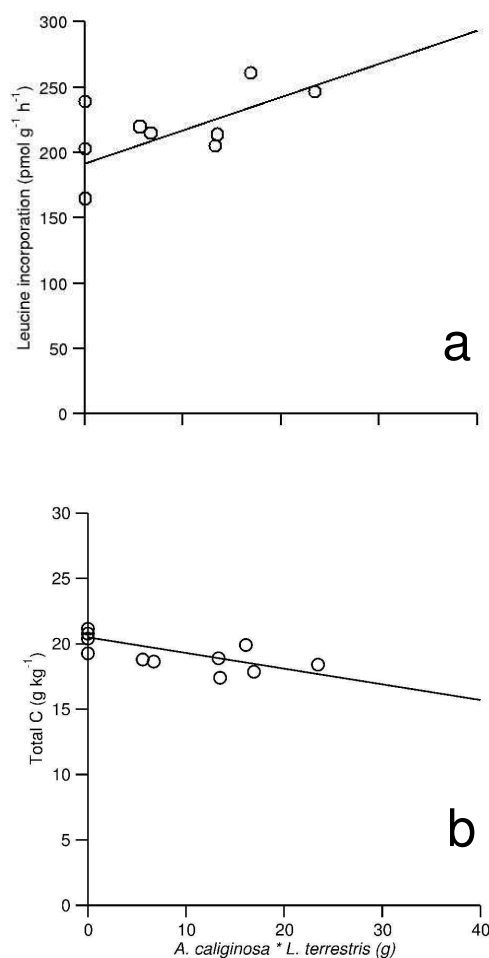 300
250
200
150
100
50
0
Leucine incorporation (pmol g⁻¹ h⁻¹)
a
30
25
20
15
10
5
0
Total C (g kg⁻¹)
b
0 10 20 30 40
A. caliginosa * L. terrestris (g)